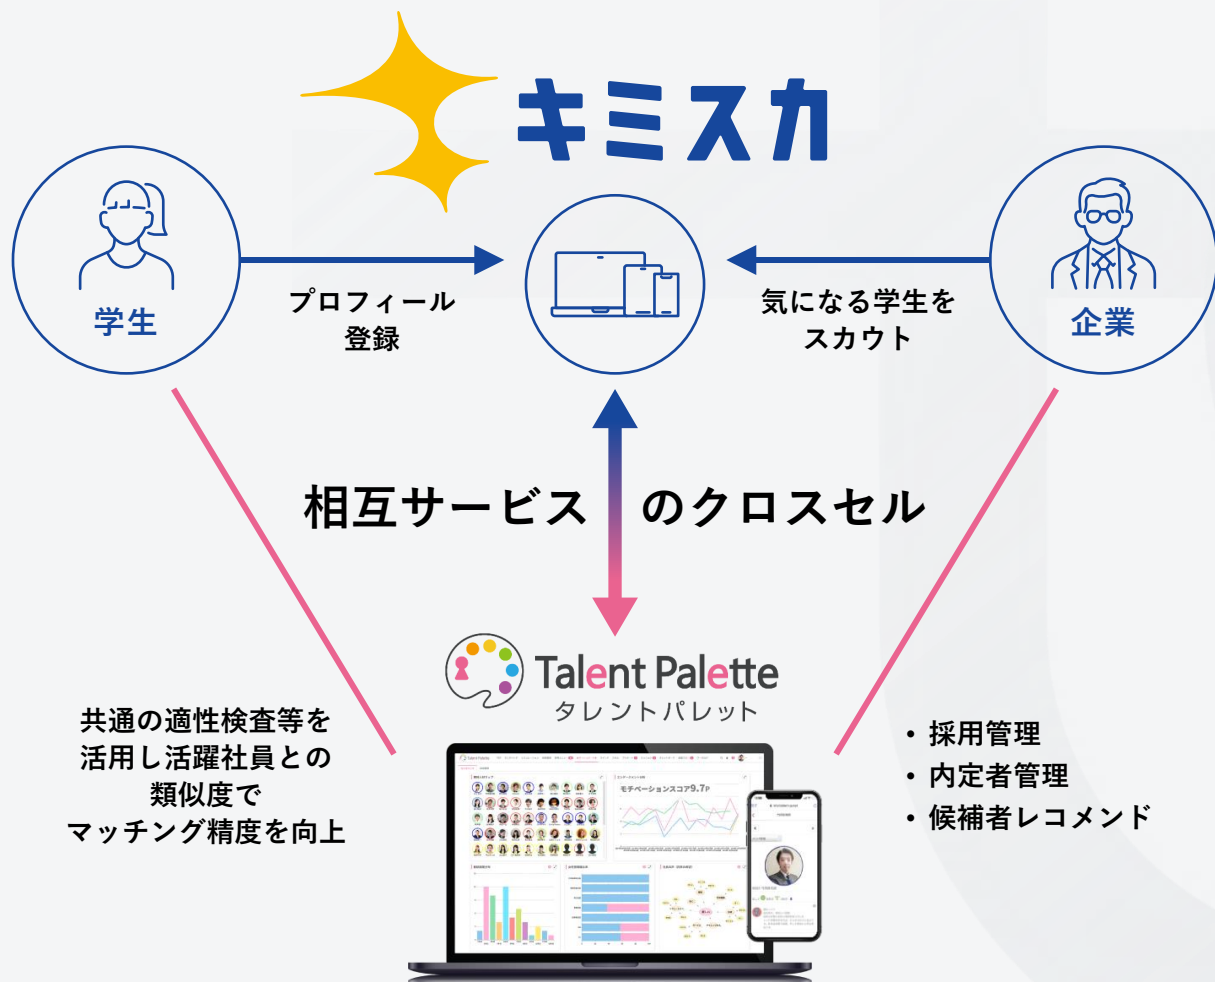 キミスカ
学生
プロフィール
登録
気になる学生を
スカウト
企業
相互サービス のクロスセル
Talent Palette
タレントパレット
共通の適性検査等を
活用し活躍社員との
類似度で
マッチング精度を向上
・採用管理
・内定者管理
・候補者レコメンド
Talent Palette
モチベーションスコア9.7P